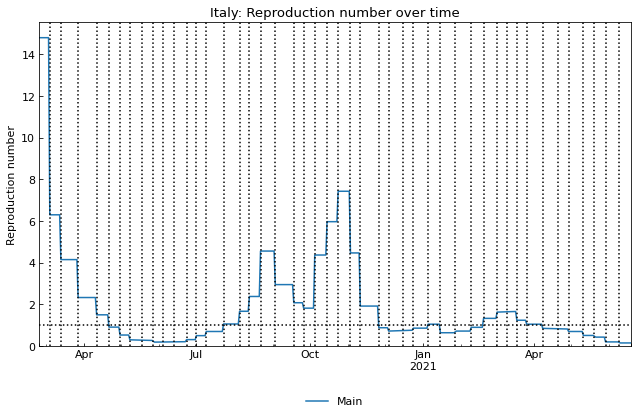 Italy: Reproduction number over time
Reproduction number
14
12
10
8
6
4
2
0
Apr
Jul
Oct
Jan
2021
Apr
Main